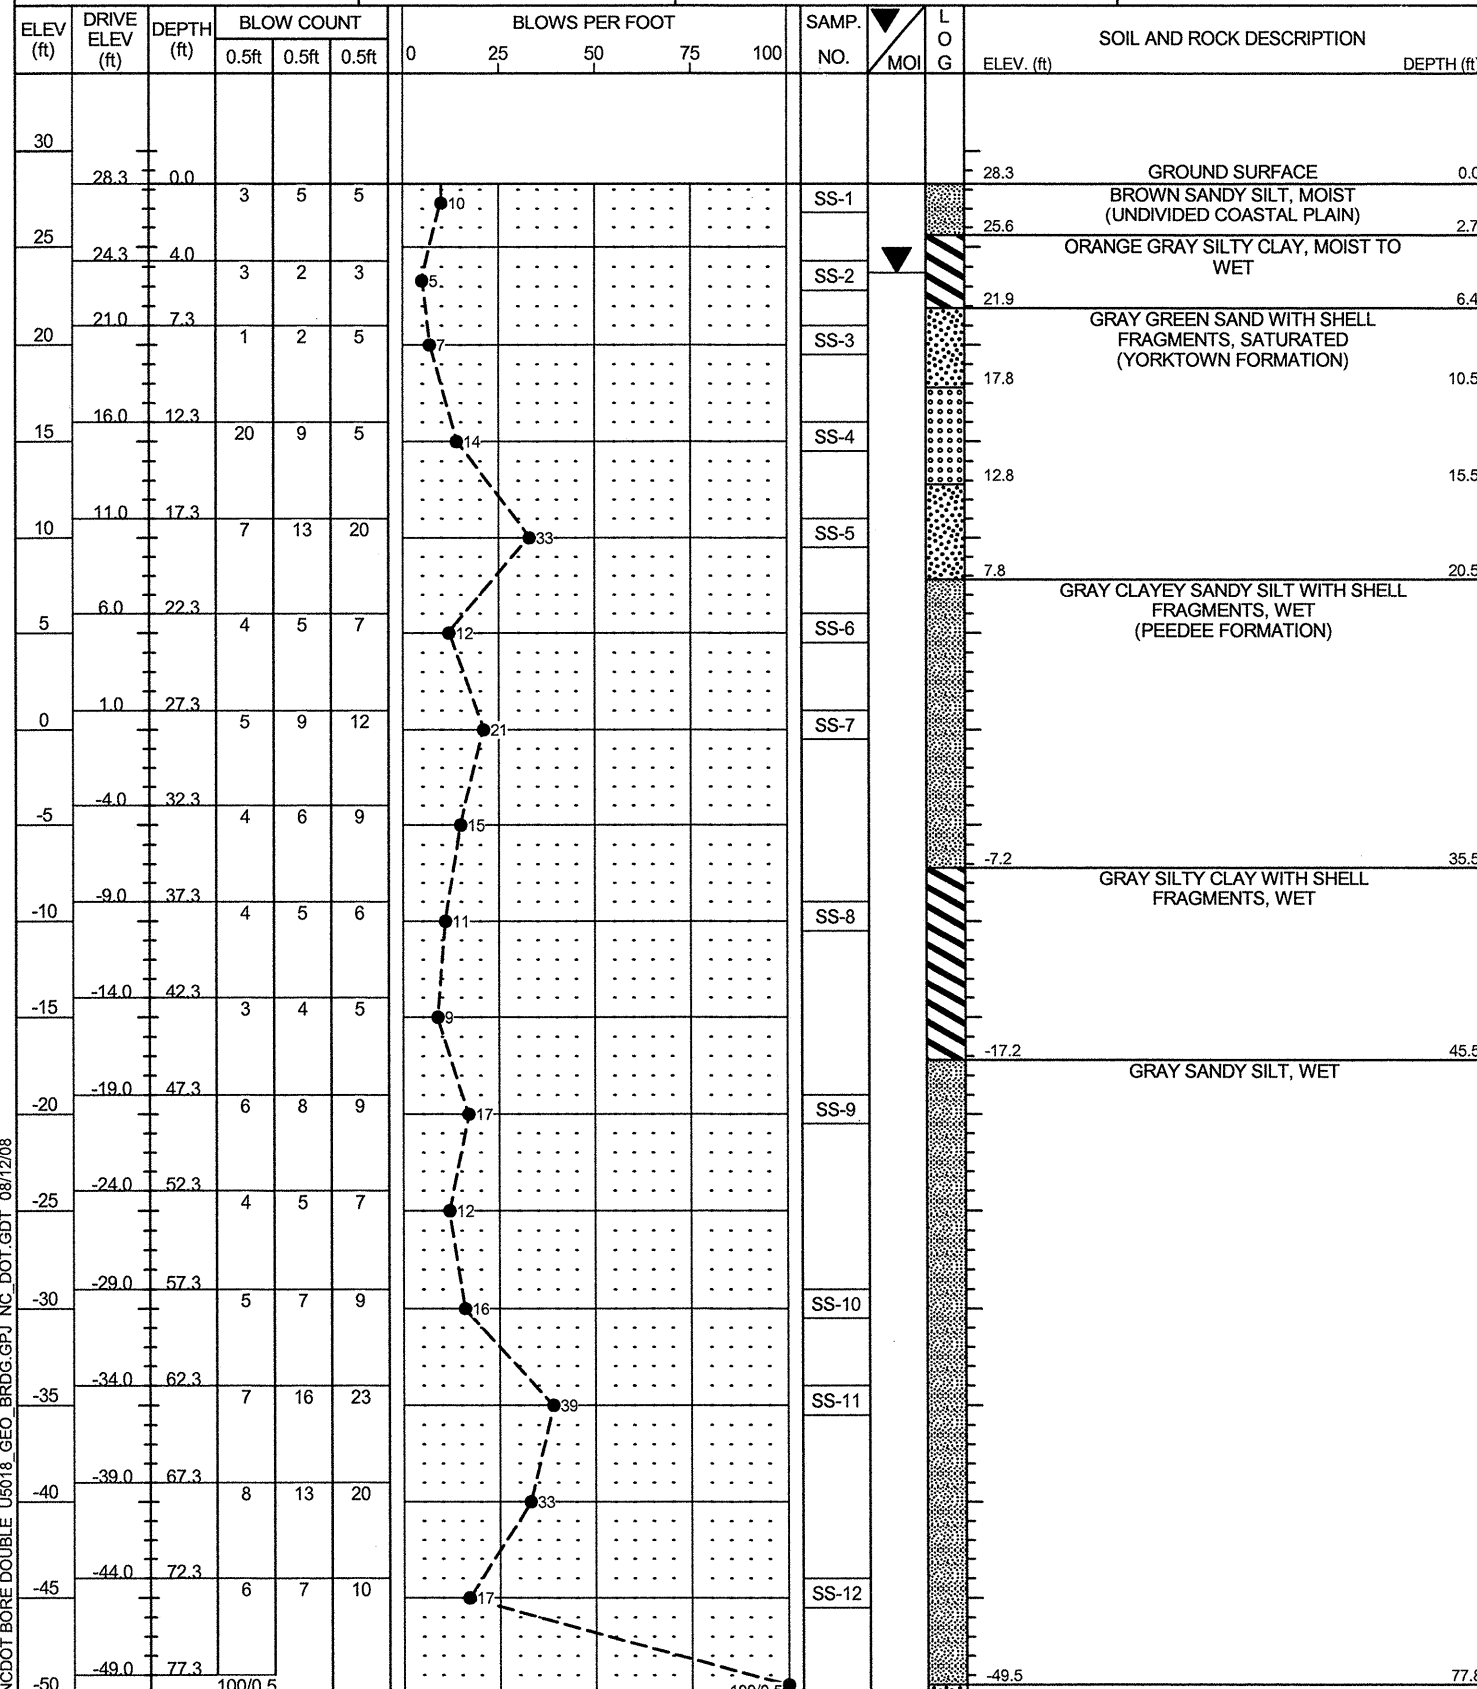 ELEV (ft) DRIVE ELEV (ft) DEPTH (ft) BLOW COUNT BLOWS PER FOOT SAMP. NO. MOI LOG SOIL AND ROCK DESCRIPTION
0.5ft 0.5ft 0.5ft 0 25 50 75 100 ELEV. (ft) DEPTH (ft)
30
28.3 0.0 28.3 GROUND SURFACE 0.0
3 5 5 10 SS-1 BROWN SANDY SILT, MOIST
(UNDIVIDED COASTAL PLAIN)
25.6 2.7
25 ORANGE GRAY SILTY CLAY, MOIST TO
WET
24.3 4.0
3 2 3 5 SS-2
21.9 6.4
21.0 7.3 GRAY GREEN SAND WITH SHELL
20 1 2 5 7 SS-3 FRAGMENTS, SATURATED
(YORKTOWN FORMATION)
17.8 10.5
16.0 12.3
15 20 9 5 14 SS-4
12.8 15.5
11.0 17.3
10 7 13 20 33 SS-5
7.8 20.5
GRAY CLAYEY SANDY SILT WITH SHELL
6.0 22.3 FRAGMENTS, WET
5 4 5 7 12 SS-6 (PEEDEE FORMATION)
1.0 27.3
0 5 9 12 21 SS-7
-4.0 32.3
-5 4 6 9 15
-7.2 35.5
GRAY SILTY CLAY WITH SHELL
-9.0 37.3 FRAGMENTS, WET
-10 4 5 6 11 SS-8
-14.0 42.3
-15 3 4 5 9
-17.2 45.5
GRAY SANDY SILT, WET
-19.0 47.3
-20 6 8 9 17 SS-9
-24.0 52.3
-25 4 5 7 12
-29.0 57.3
-30 5 7 9 16 SS-10
-34.0 62.3
-35 7 16 23 39 SS-11
-39.0 67.3
-40 8 13 20 33
-44.0 72.3
-45 6 7 10 17 SS-12
-49.0 77.3 -49.5 77.8
-50 100/0.5 100/0.5
NCDOT BORE DOUBLE U5018_GEO_BRDG.GPJ NC_DOT.GDT 08/12/08